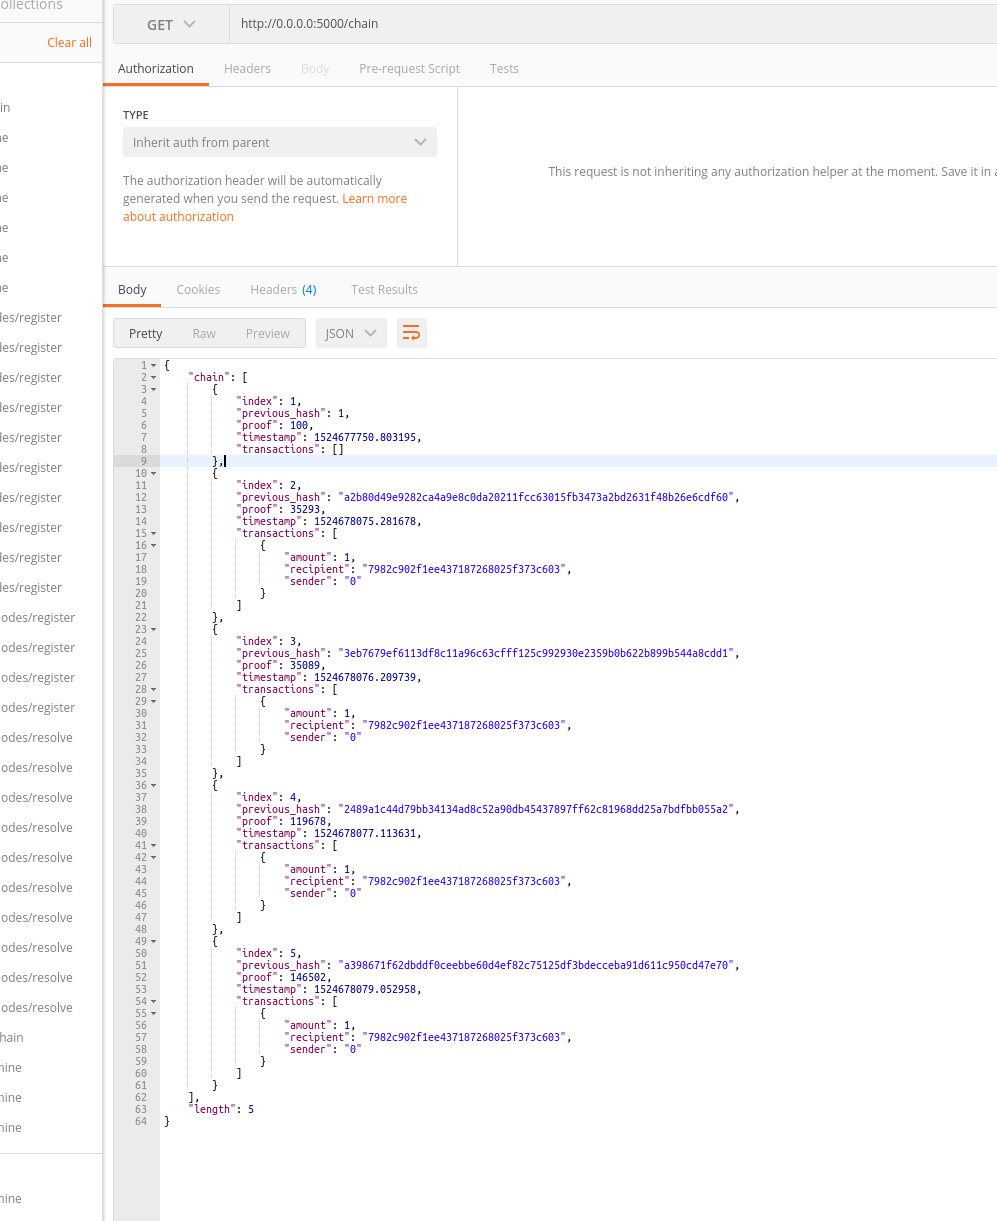 ollections
Clear all
in
ne
ne
ne
ne
ne
ne
des/register
des/register
des/register
des/register
des/register
des/register
des/register
des/register
des/register
des/register
odes/register
odes/register
odes/register
odes/register
odes/resolve
odes/resolve
odes/resolve
odes/resolve
odes/resolve
odes/resolve
odes/resolve
odes/resolve
odes/resolve
odes/resolve
hain
nine
nine
nine
nine
GET http://0.0.0.0:5000/chain
Authorization Headers Body Pre-request Script Tests
TYPE
Inherit auth from parent
The authorization header will be automatically
generated when you send the request. Learn more
about authorization
This request is not inheriting any authorization helper at the moment. Save it in a
Body Cookies Headers (4) Test Results
Pretty Raw Preview JSON
1 {
2 "chain": [
3 {
4 "index": 1,
5 "previous_hash": 1,
6 "proof": 100,
7 "timestamp": 1524677750.803195,
8 "transactions": []
9 },
10 {
11 "index": 2,
12 "previous_hash": "a2b80d49e9282ca4a9e8c0da20211fcc63015fb3473a2bd2631f48b26e6cdf60",
13 "proof": 35293,
14 "timestamp": 1524678075.281678,
15 "transactions": [
16 {
17 "amount": 1,
18 "recipient": "7982c902f1ee437187268025f373c603",
19 "sender": "0"
20 }
21 ]
22 },
23 {
24 "index": 3,
25 "previous_hash": "3eb7679ef6113df8c11a96c63cfff125c992930e2359b0b622b899b544a8cdd1",
26 "proof": 35089,
27 "timestamp": 1524678076.209739,
28 "transactions": [
29 {
30 "amount": 1,
31 "recipient": "7982c902f1ee437187268025f373c603",
32 "sender": "0"
33 }
34 ]
35 },
36 {
37 "index": 4,
38 "previous_hash": "2489a1c44d79bb34134ad8c52a90db45437897ff62c81968dd25a7bdfbb055a2",
39 "proof": 119678,
40 "timestamp": 1524678077.113631,
41 "transactions": [
42 {
43 "amount": 1,
44 "recipient": "7982c902f1ee437187268025f373c603",
45 "sender": "0"
46 }
47 ]
48 },
49 {
50 "index": 5,
51 "previous_hash": "a398671f62dbddf0ceebbe60d4ef82c75125df3bdecceba91d611c950cd47e70",
52 "proof": 146502,
53 "timestamp": 1524678079.052958,
54 "transactions": [
55 {
56 "amount": 1,
57 "recipient": "7982c902f1ee437187268025f373c603",
58 "sender": "0"
59 }
60 ]
61 }
62 ],
63 "length": 5
64 }